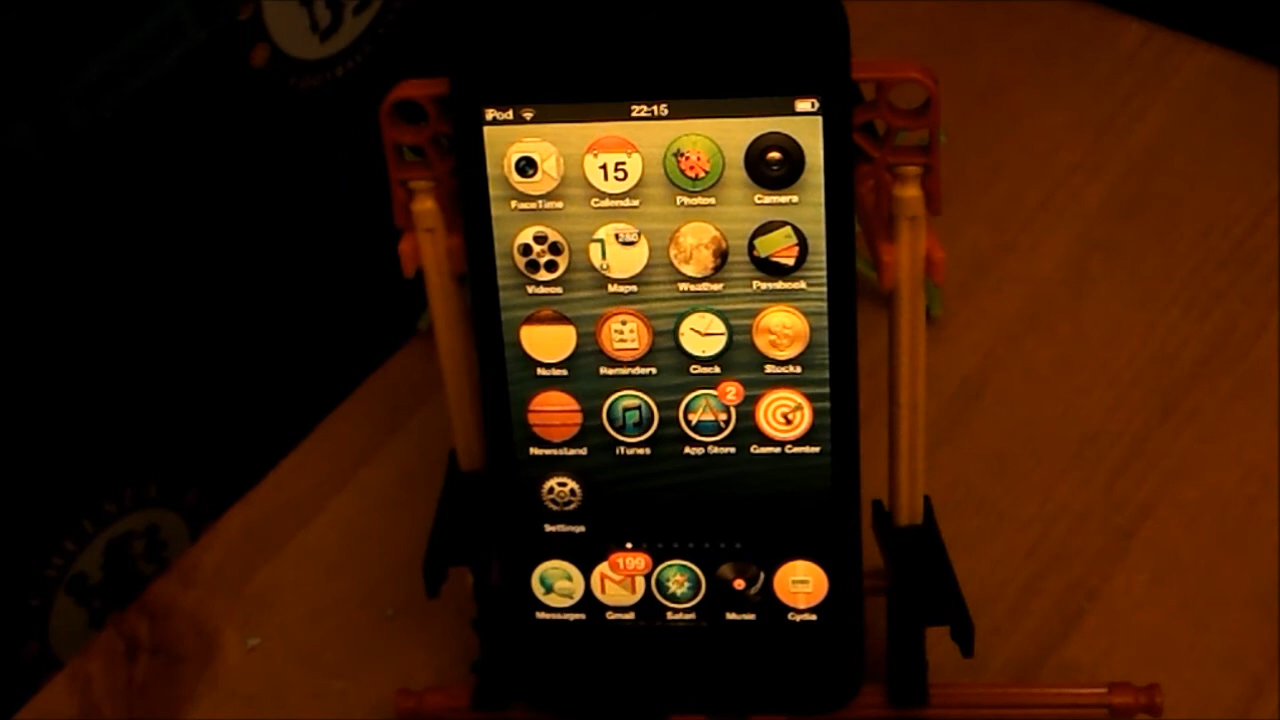 iPod 22:15
15
FaceTime Calendar Photos Camera
280
Videos Maps Weather Passbook
Notes Reminders Clock Stocks
2
Newsstand iTunes App Store Game Center
Settings
199
Messages Gmail Safari Music Cydia